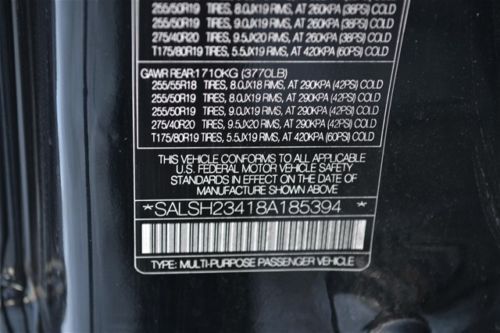 255/50R19 TIRES, 8.0JX19 RIMS, AT 260KPA (38PSI) COLD
255/50R19 TIRES, 9.0JX19 RIMS, AT 260KPA (38PSI) COLD
275/40R20 TIRES, 9.5JX20 RIMS, AT 260KPA (38PSI) COLD
T175/80R19 TIRES, 5.5JX19 RIMS, AT 420KPA (60PSI) COLD
GAWR REAR:1710KG (3770LB)
255/55R18 TIRES, 8.0JX18 RIMS, AT 290KPA (42PSI) COLD
255/50R19 TIRES, 8.0JX19 RIMS, AT 290KPA (42PSI) COLD
255/50R19 TIRES, 9.0JX19 RIMS, AT 290KPA (42PSI) COLD
275/40R20 TIRES, 9.5JX20 RIMS, AT 290KPA (42PSI) COLD
T175/80R19 TIRES, 5.5JX19 RIMS, AT 420KPA (60PSI) COLD
THIS VEHICLE CONFORMS TO ALL APPLICABLE
U.S. FEDERAL MOTOR VEHICLE SAFETY
STANDARDS IN EFFECT ON THE DATE OF
MANUFACTURE SHOWN ABOVE
*SALSH23418A185394*
TYPE: MULTI-PURPOSE PASSENGER VEHICLE